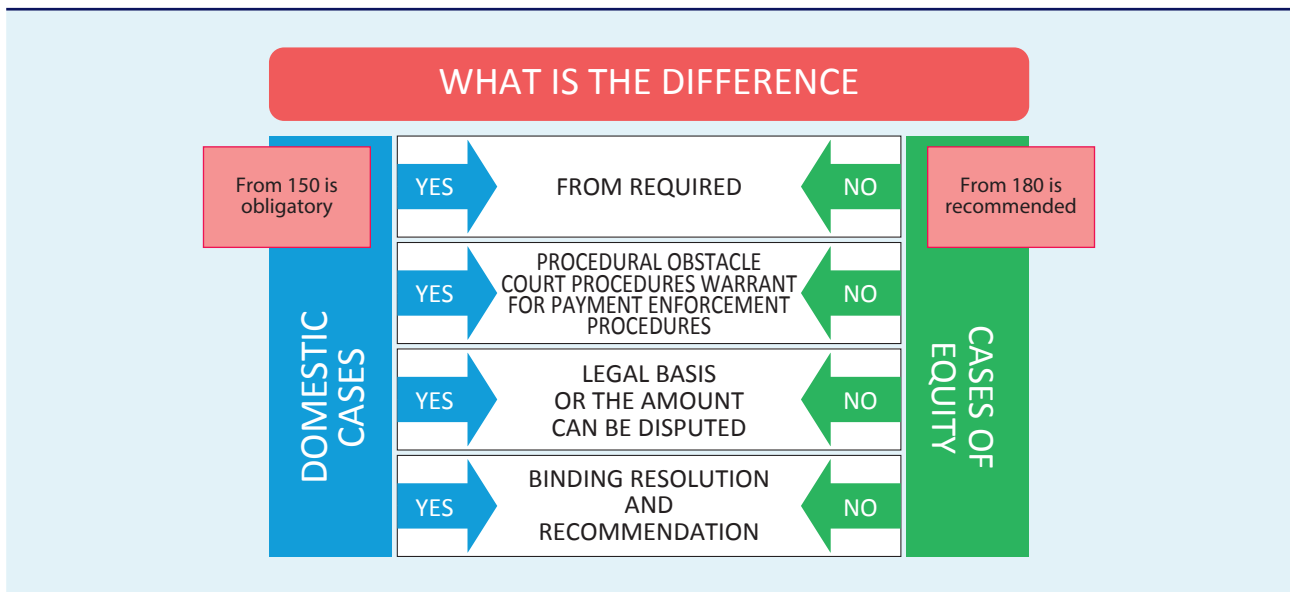 WHAT IS THE DIFFERENCE
From 150 is
obligatory
YES
FROM REQUIRED
NO
From 180 is
recommended
DOMESTIC
CASES
YES
PROCEDURAL OBSTACLE
COURT PROCEDURES WARRANT
FOR PAYMENT ENFORCEMENT
PROCEDURES
NO
CASES OF
EQUITY
YES
LEGAL BASIS
OR THE AMOUNT
CAN BE DISPUTED
NO
YES
BINDING RESOLUTION
AND
RECOMMENDATION
NO